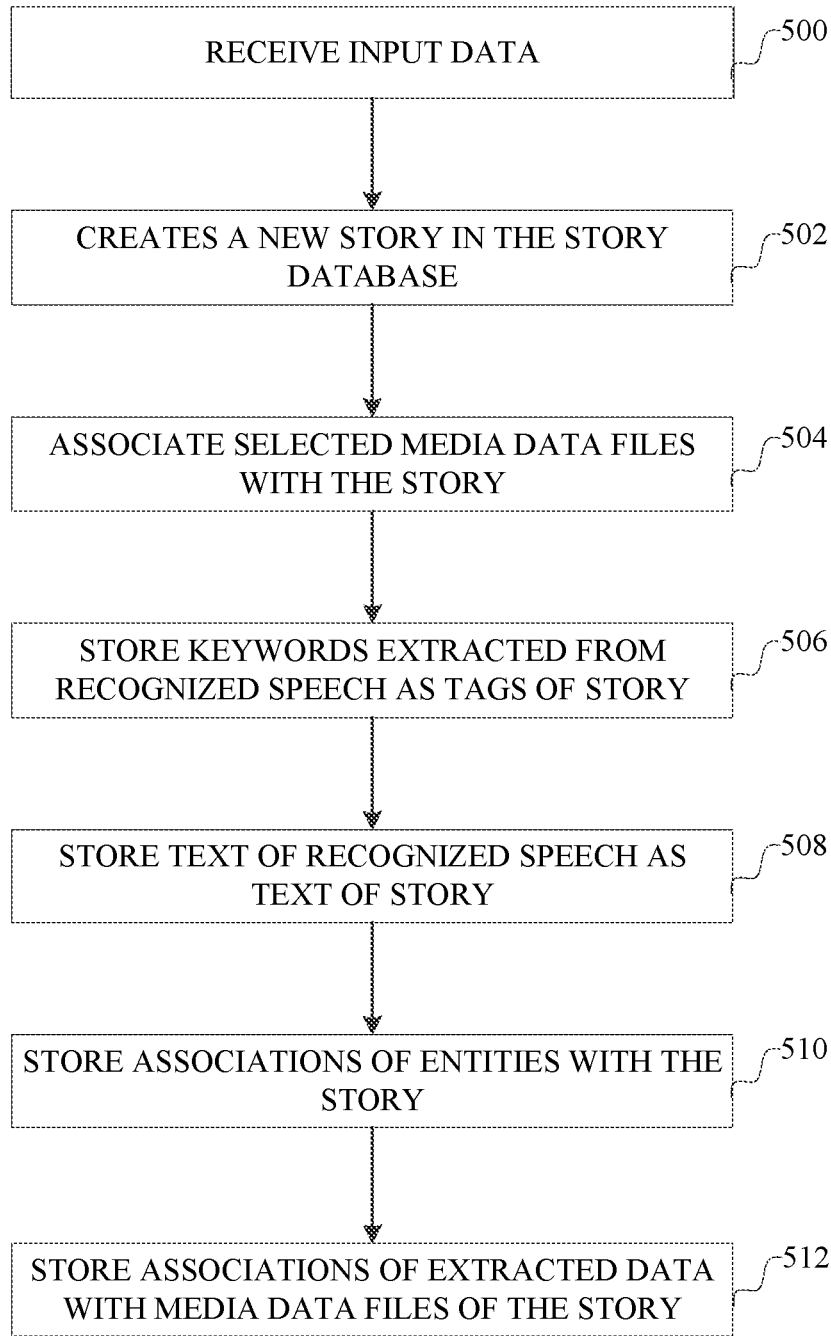 RECEIVE INPUT DATA
500
CREATES A NEW STORY IN THE STORY
DATABASE
502
ASSOCIATE SELECTED MEDIA DATA FILES
WITH THE STORY
504
STORE KEYWORDS EXTRACTED FROM
RECOGNIZED SPEECH AS TAGS OF STORY
506
STORE TEXT OF RECOGNIZED SPEECH AS
TEXT OF STORY
508
STORE ASSOCIATIONS OF ENTITIES WITH THE
STORY
510
STORE ASSOCIATIONS OF EXTRACTED DATA
WITH MEDIA DATA FILES OF THE STORY
512